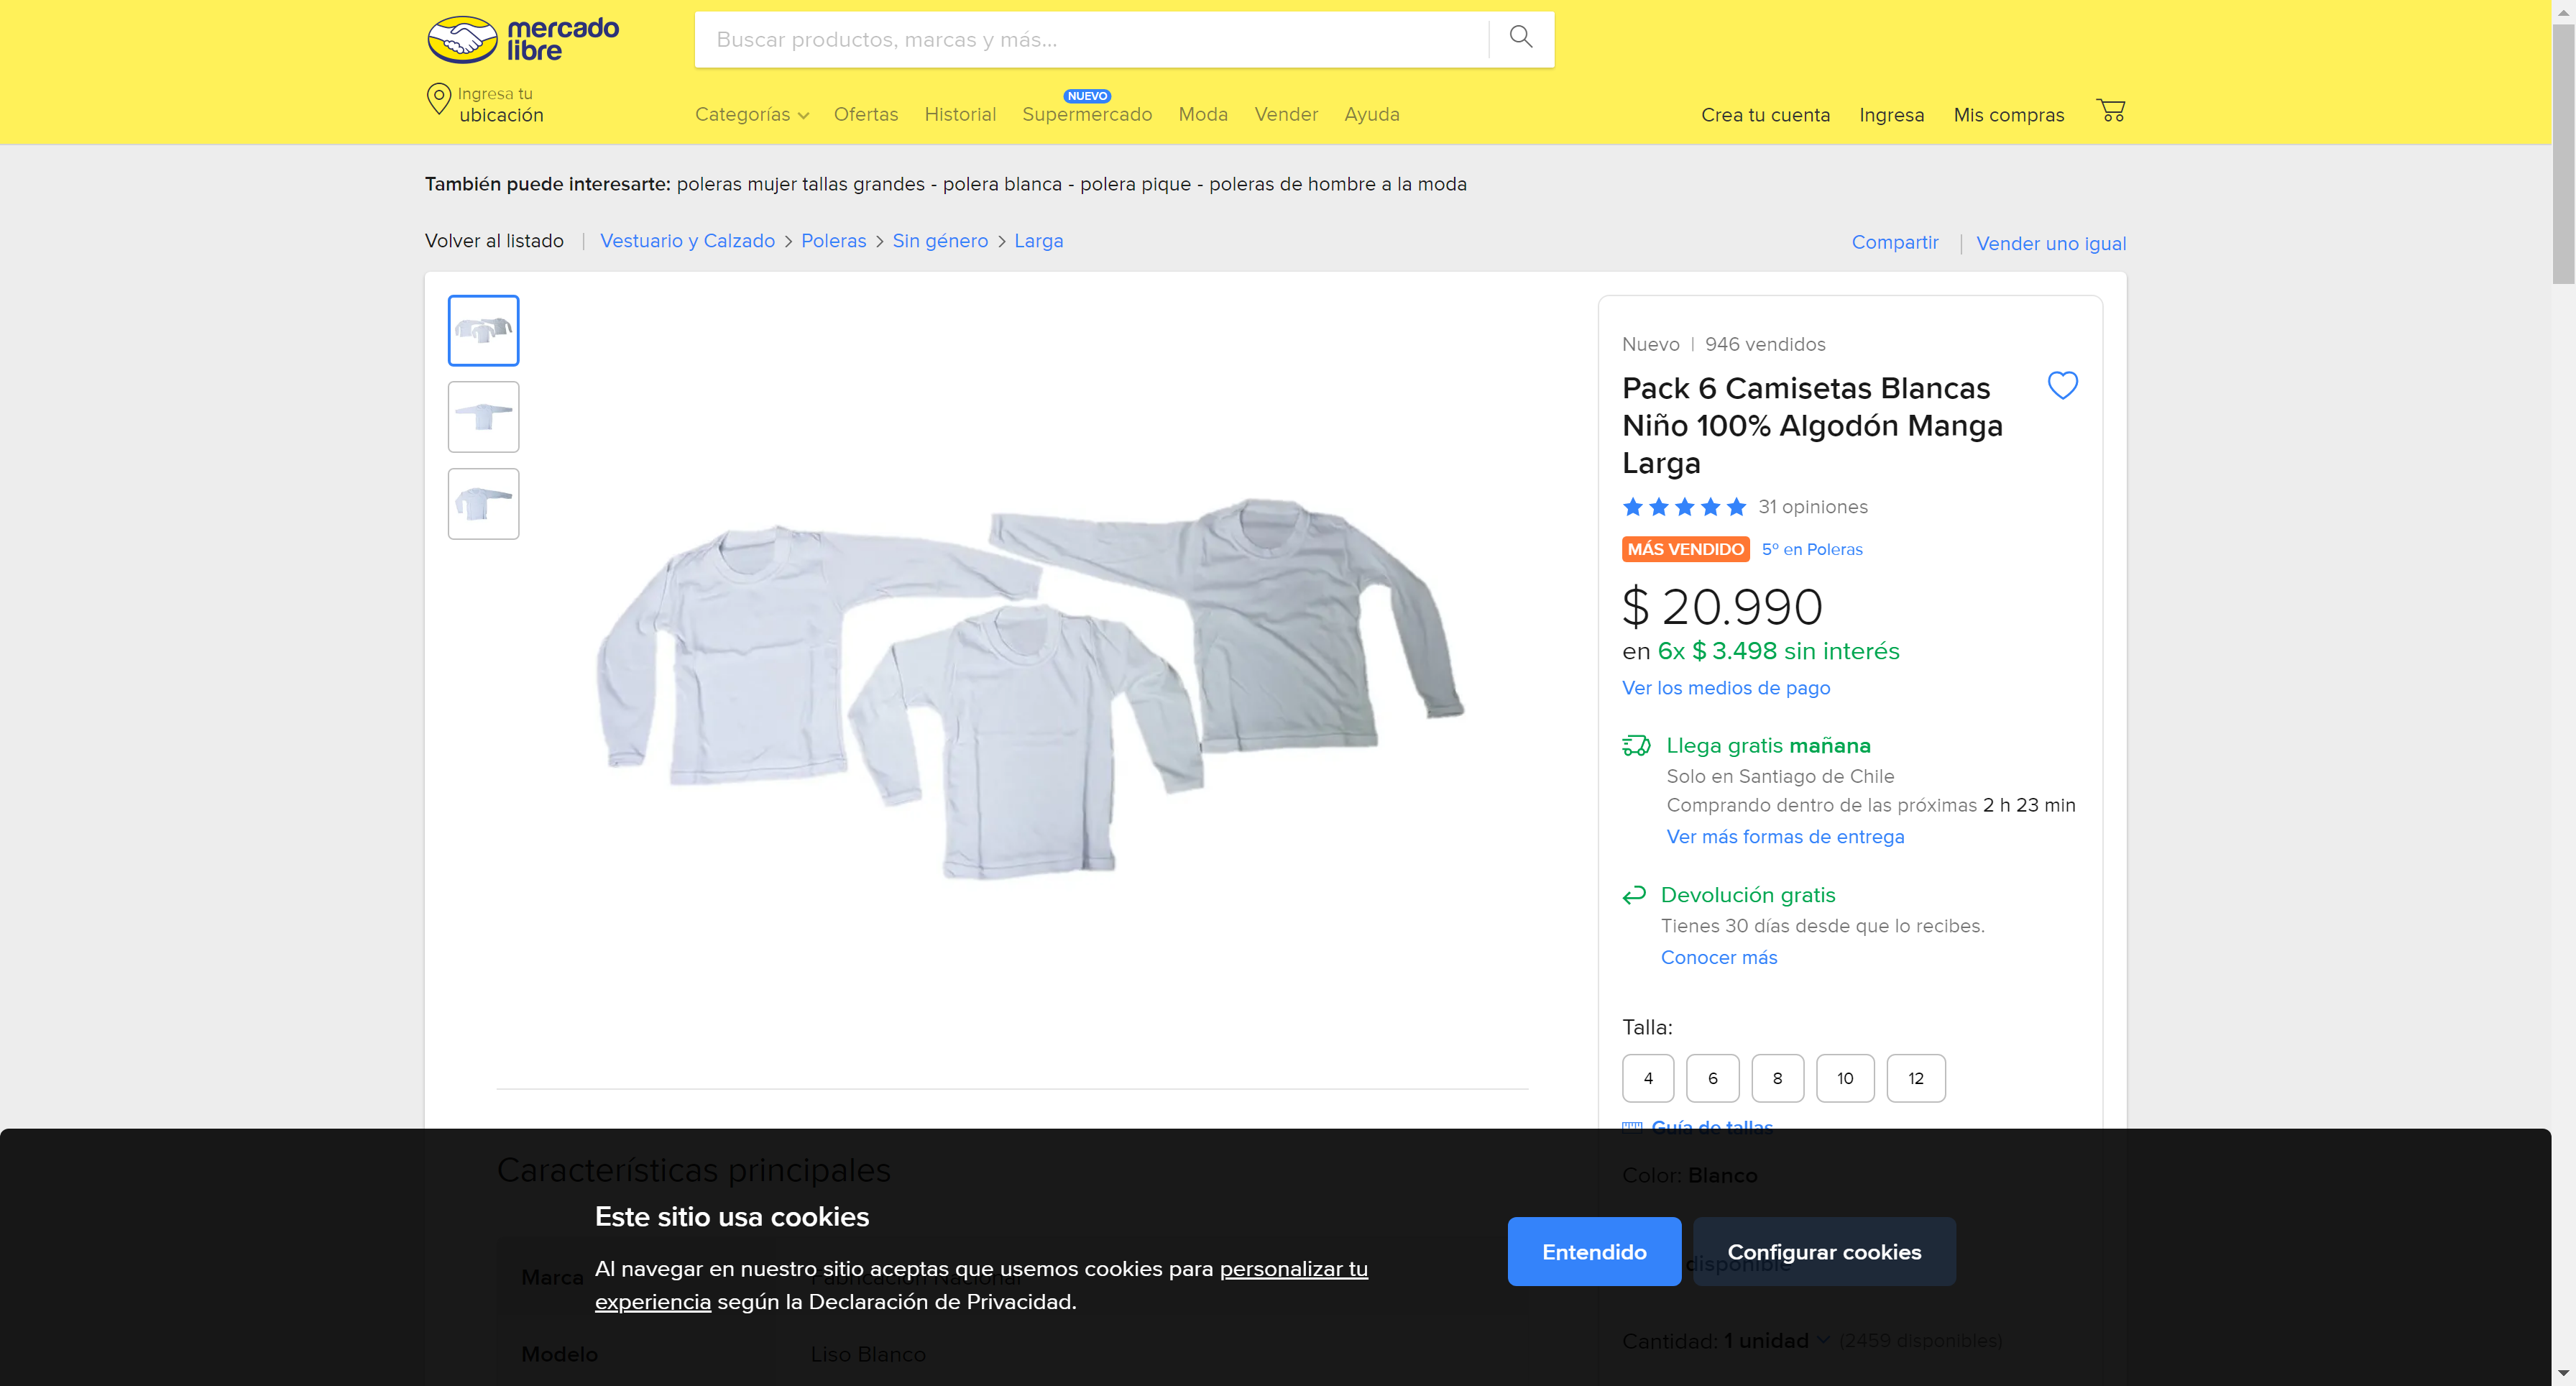 mercado
libre
Buscar productos, marcas y más...
Ingresa tu
ubicación
Categorías
Ofertas
Historial
NUEVO
Supermercado
Moda
Vender
Ayuda
Crea tu cuenta
Ingresa
Mis compras
También puede interesarte: poleras mujer tallas grandes - polera blanca - polera pique - poleras de hombre a la moda
Volver al listado | Vestuario y Calzado > Poleras > Sin género > Larga
Compartir | Vender uno igual
Nuevo | 946 vendidos
Pack 6 Camisetas Blancas
Niño 100% Algodón Manga
Larga
31 opiniones
MÁS VENDIDO 5º en Poleras
$ 20.990
en 6x $ 3.498 sin interés
Ver los medios de pago
Llega gratis mañana
Solo en Santiago de Chile
Comprando dentro de las próximas 2 h 23 min
Ver más formas de entrega
Devolución gratis
Tienes 30 días desde que lo recibes.
Conocer más
Talla:
4 6 8 10 12
Guía de tallas
Características principales
Color: Blanco
Este sitio usa cookies
Al navegar en nuestro sitio aceptas que usemos cookies para personalizar tu
experiencia según la Declaración de Privacidad.
Entendido
Configurar cookies
disponible
Marca
Fabricación Nacional
Modelo
Liso Blanco
Cantidad: 1 unidad (2459 disponibles)